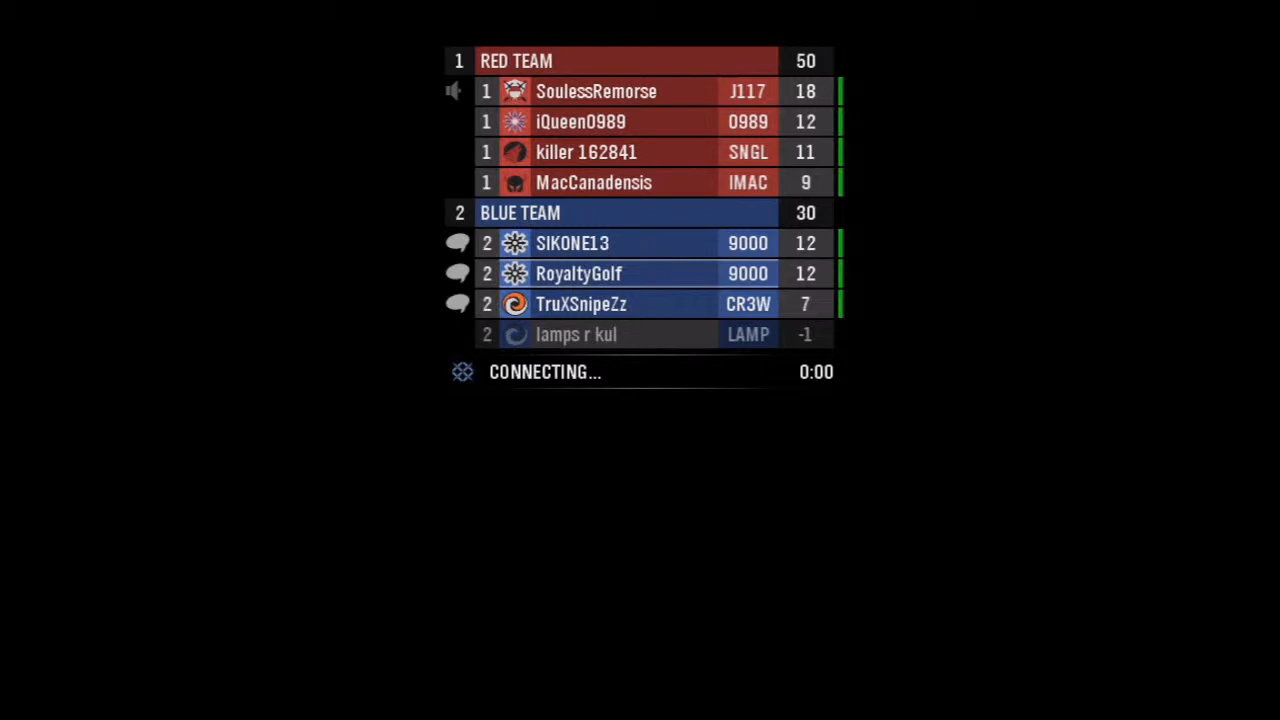 1 RED TEAM 50
1 SoulessRemorse J117 18
1 iQueen0989 0989 12
1 killer 162841 SNGL 11
1 MacCanadensis IMAC 9
2 BLUE TEAM 30
2 SIKONE13 9000 12
2 RoyaltyGolf 9000 12
2 TruXSnipeZz CR3W 7
2 lamps r kul LAMP -1
CONNECTING... 0:00